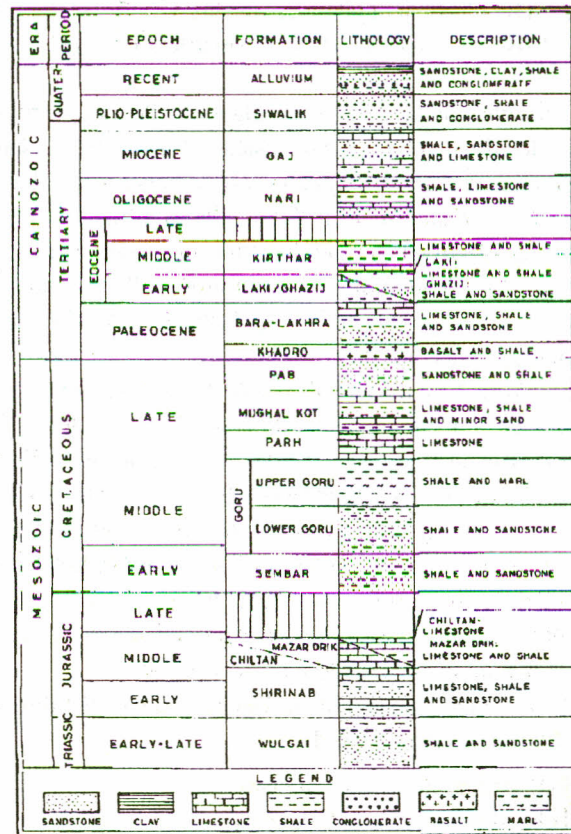 ERA PERIOD EPOCH FORMATION LITHOLOGY DESCRIPTION
CAINOZOIC
QUATER-
RECENT ALLUVIUM SANDSTONE, CLAY, SHALE
AND CONGLOMERATE
PLIO-PLEISTOCENE SIWALIK SANDSTONE, SHALE
AND CONGLOMERATE
TERTIARY
MIOCENE GAJ SHALE, SANDSTONE
AND LIMESTONE
OLIGOCENE NARI SHALE, LIMESTONE
AND SANDSTONE
EOCENE
LATE
MIDDLE KIRTHAR LIMESTONE AND SHALE
EARLY LAKI/GHAZIJ LAKI:
LIMESTONE AND SHALE
GHAZIJ:
SHALE AND SANDSTONE
PALEOCENE BARA-LAKHRA LIMESTONE, SHALE
AND SANDSTONE
KHADRO BASALT AND SHALE
MESOZOIC
CRETACEOUS
LATE PAB SANDSTONE AND SHALE
MUGHAL KOT LIMESTONE, SHALE
AND MINOR SAND
PARH LIMESTONE
MIDDLE GORU UPPER GORU SHALE AND MARL
LOWER GORU SHALE AND SANDSTONE
EARLY SEMBAR SHALE AND SANDSTONE
JURASSIC
LATE
MIDDLE MAZAR DRIK
CHILTAN
CHILTAN-
LIMESTONE
MAZAR DRIK:
LIMESTONE AND SHALE
EARLY SHIRINAB LIMESTONE, SHALE
AND SANDSTONE
TRIASSIC
EARLY-LATE WULGAI SHALE AND SANDSTONE
LEGEND
SANDSTONE CLAY LIMESTONE SHALE CONGLOMERATE BASALT MARL